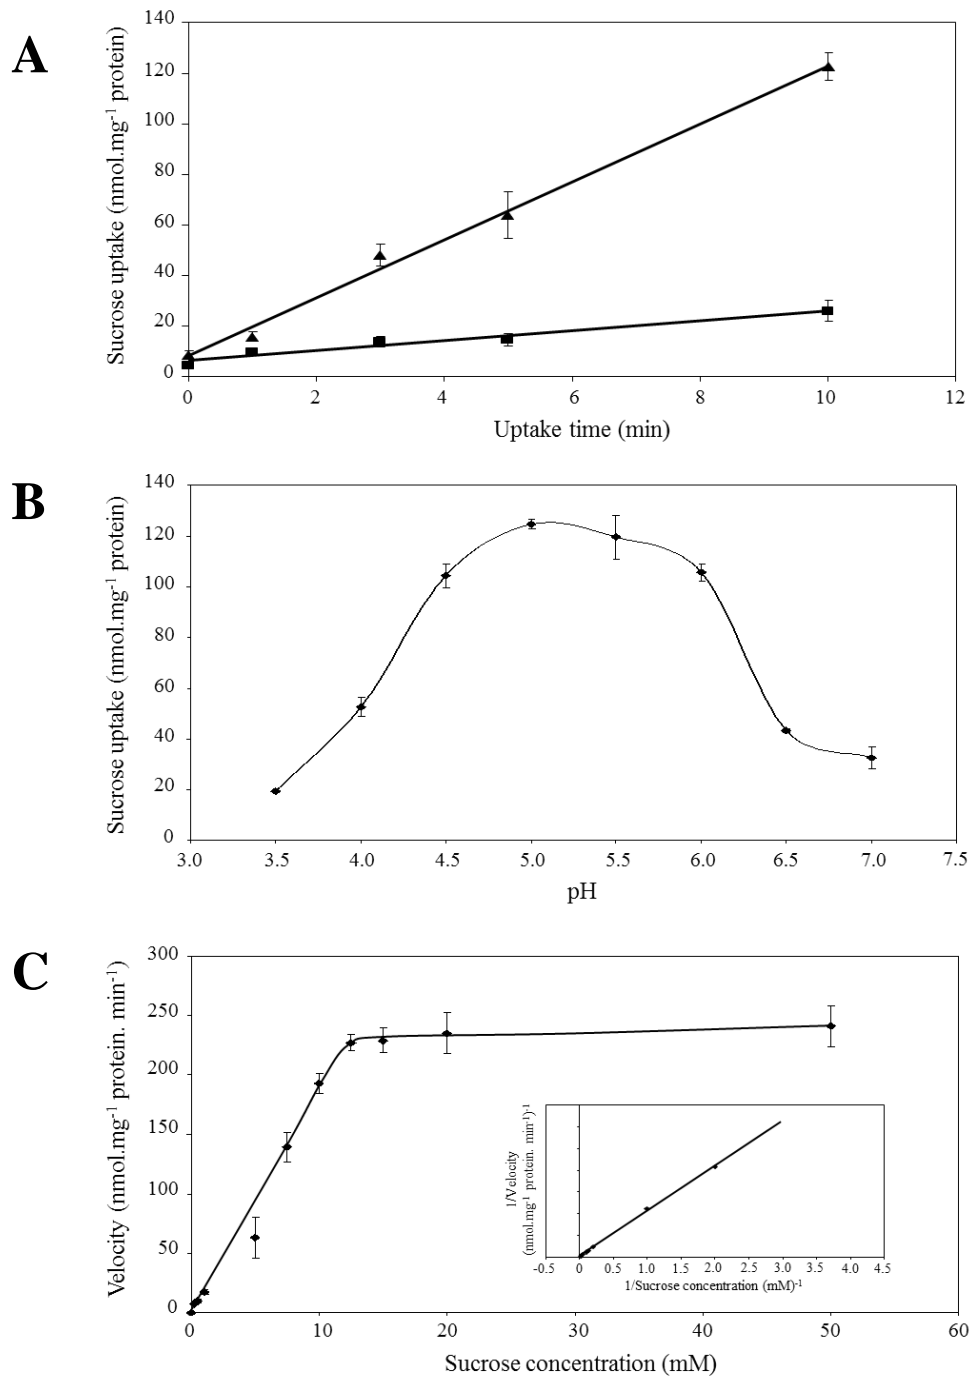 A
Sucrose uptake (nmol.mg-1 protein)
140
120
100
80
60
40
20
0
0 2 4 6 8 10 12
Uptake time (min)
B
Sucrose uptake (nmol.mg-1 protein)
140
120
100
80
60
40
20
0
3.0 3.5 4.0 4.5 5.0 5.5 6.0 6.5 7.0 7.5
pH
C
Velocity (nmol.mg-1 protein. min-1)
300
250
200
150
100
50
0
0 10 20 30 40 50 60
Sucrose concentration (mM)
1/Velocity
(nmol.mg-1 protein. min-1)-1
-0.5 0 0.5 1.0 1.5 2.0 2.5 3.0 3.5 4.0 4.5
1/Sucrose concentration (mM)-1